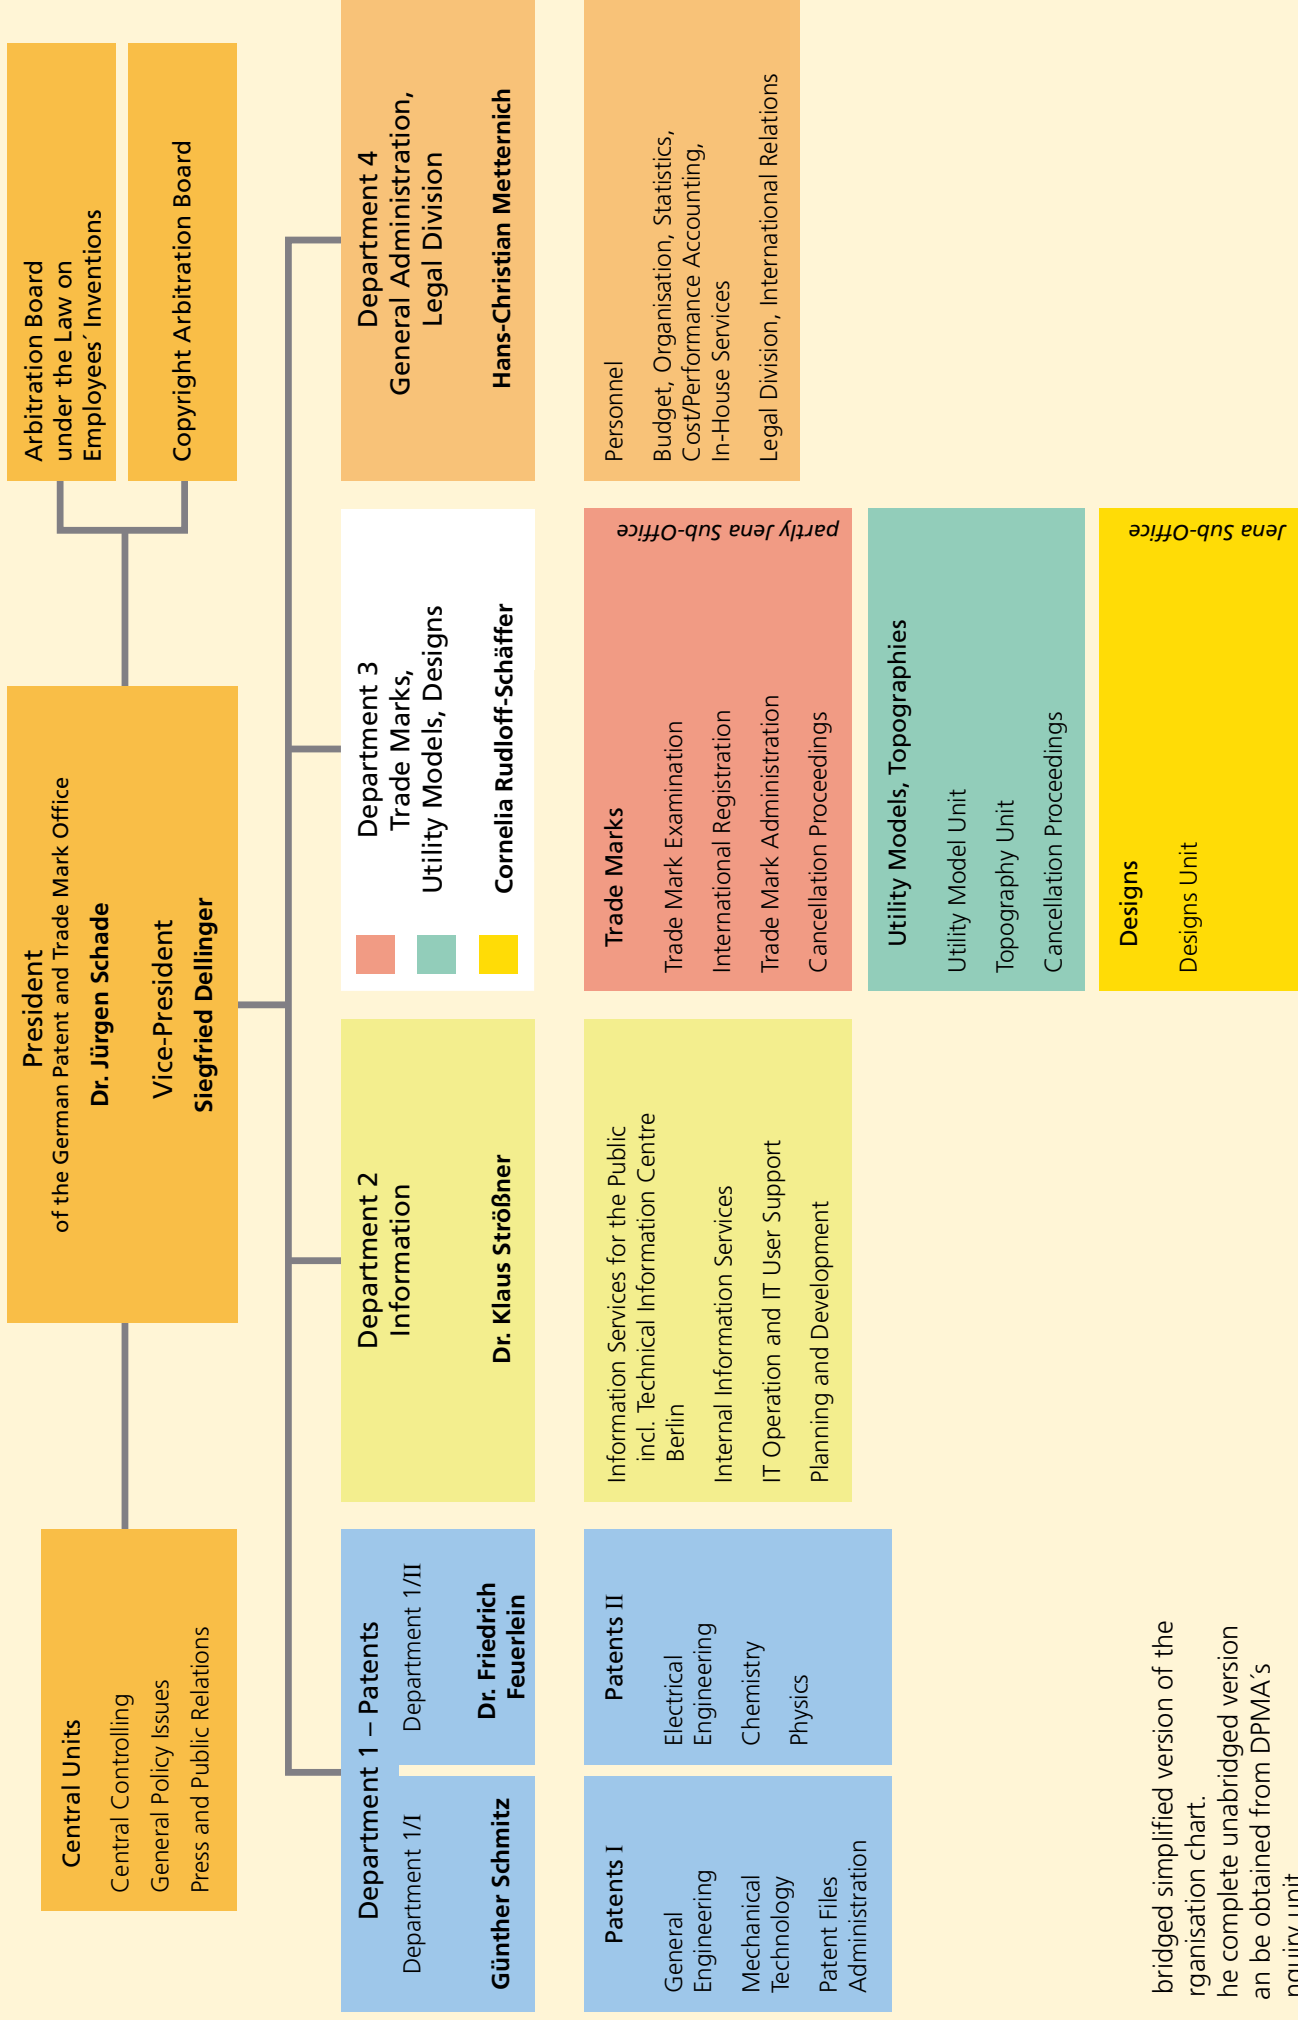 Central Units
Central Controlling
General Policy Issues
Press and Public Relations
President
of the German Patent and Trade Mark Office
Dr. Jürgen Schade
Vice-President
Siegfried Dellinger
Arbitration Board
under the Law on
Employees´ Inventions
Copyright Arbitration Board
Department 1 – Patents
Department 1/I
Günther Schmitz
Department 1/II
Dr. Friedrich
Feuerlein
Department 2
Information
Dr. Klaus Strößner
Department 3
Trade Marks,
Utility Models, Designs
Cornelia Rudloff-Schäffer
Department 4
General Administration,
Legal Division
Hans-Christian Metternich
Patents I
General
Engineering
Mechanical
Technology
Patent Files
Administration
Patents II
Electrical
Engineering
Chemistry
Physics
Information Services for the Public
incl. Technical Information Centre
Berlin
Internal Information Services
IT Operation and IT User Support
Planning and Development
Trade Marks
Trade Mark Examination
International Registration
Trade Mark Administration
Cancellation Proceedings
partly Jena Sub-Office
Utility Models, Topographies
Utility Model Unit
Topography Unit
Cancellation Proceedings
Designs
Designs Unit
Jena Sub-Office
Personnel
Budget, Organisation, Statistics,
Cost/Performance Accounting,
In-House Services
Legal Division, International Relations
bridged simplified version of the
rganisation chart.
he complete unabridged version
an be obtained from DPMA´s
nquiry unit